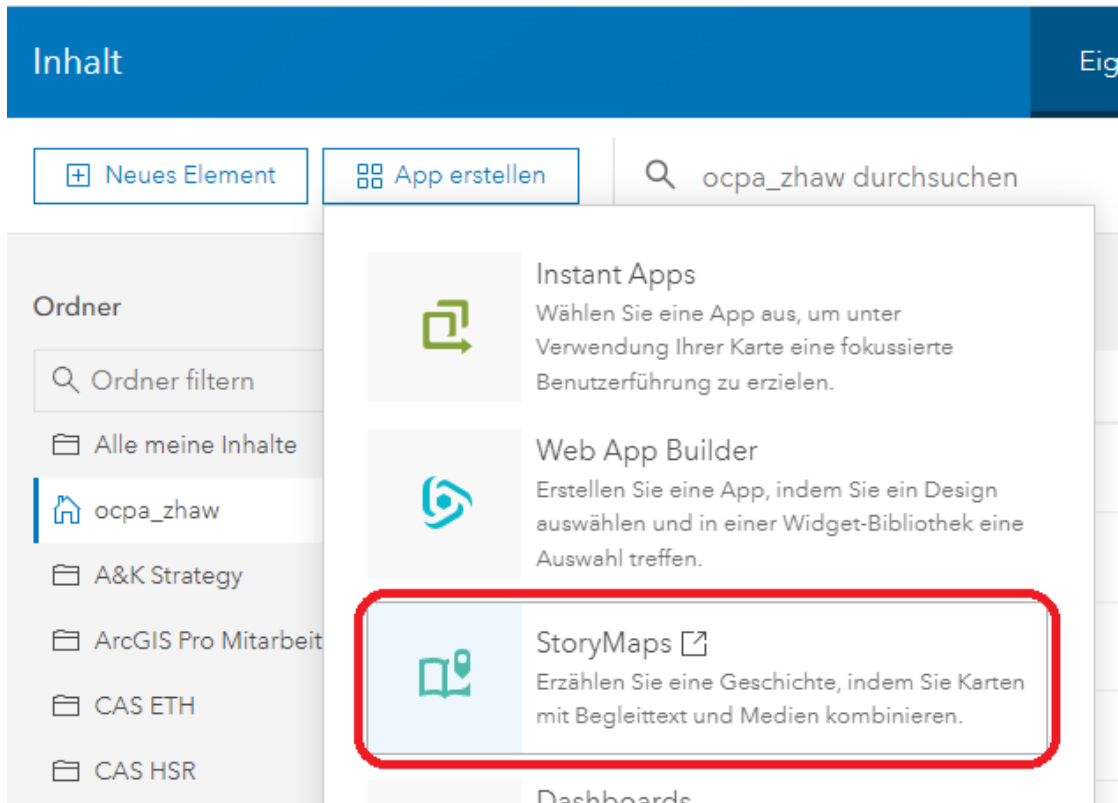 Inhalt
Eig
Neues Element
App erstellen
ocpa_zhaw durchsuchen
Ordner
Ordner filtern
Alle meine Inhalte
ocpa_zhaw
A&K Strategy
ArcGIS Pro Mitarbeit
CAS ETH
CAS HSR
Instant Apps
Wählen Sie eine App aus, um unter
Verwendung Ihrer Karte eine fokussierte
Benutzerführung zu erzielen.
Web App Builder
Erstellen Sie eine App, indem Sie ein Design
auswählen und in einer Widget-Bibliothek eine
Auswahl treffen.
StoryMaps
Erzählen Sie eine Geschichte, indem Sie Karten
mit Begleittext und Medien kombinieren.
Dashboards